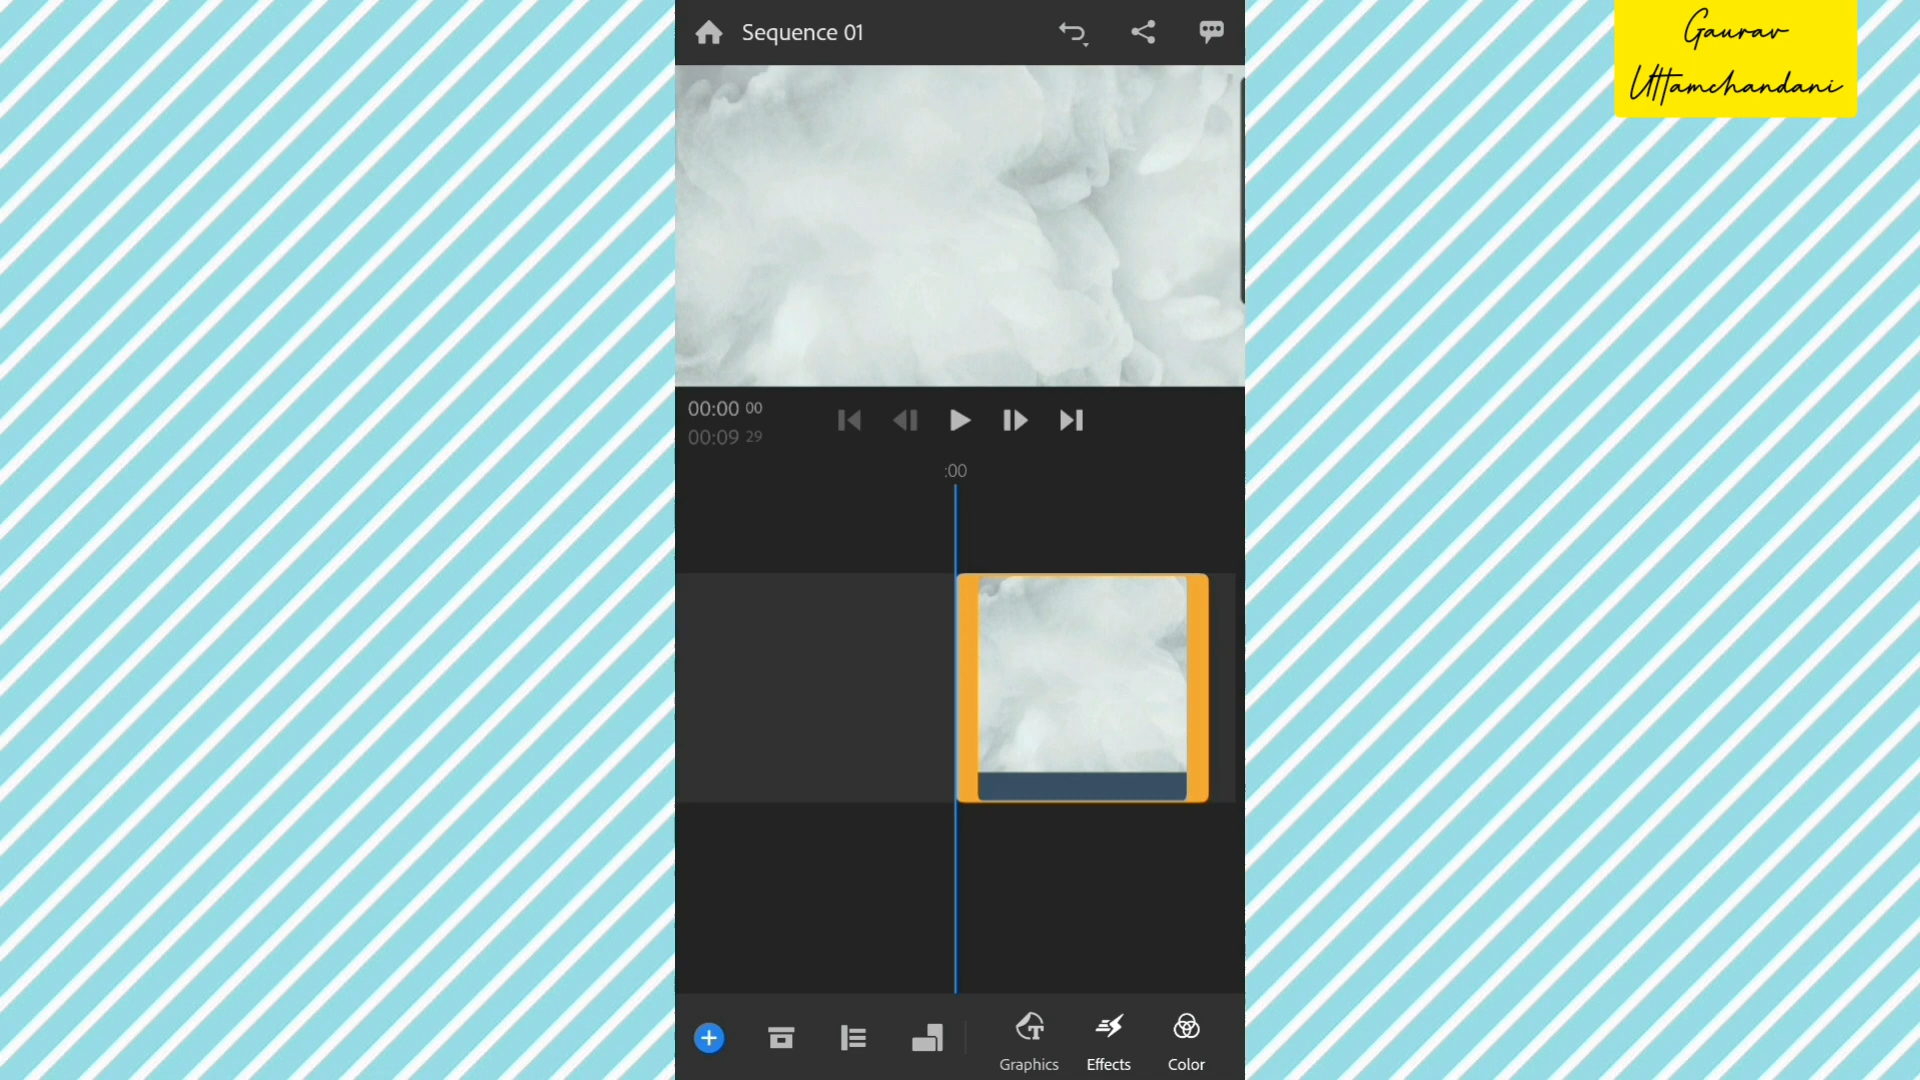 Sequence 01
Gaurav
Uttamchandani
00:00 00
00:09 29
:00
Graphics
Effects
Color